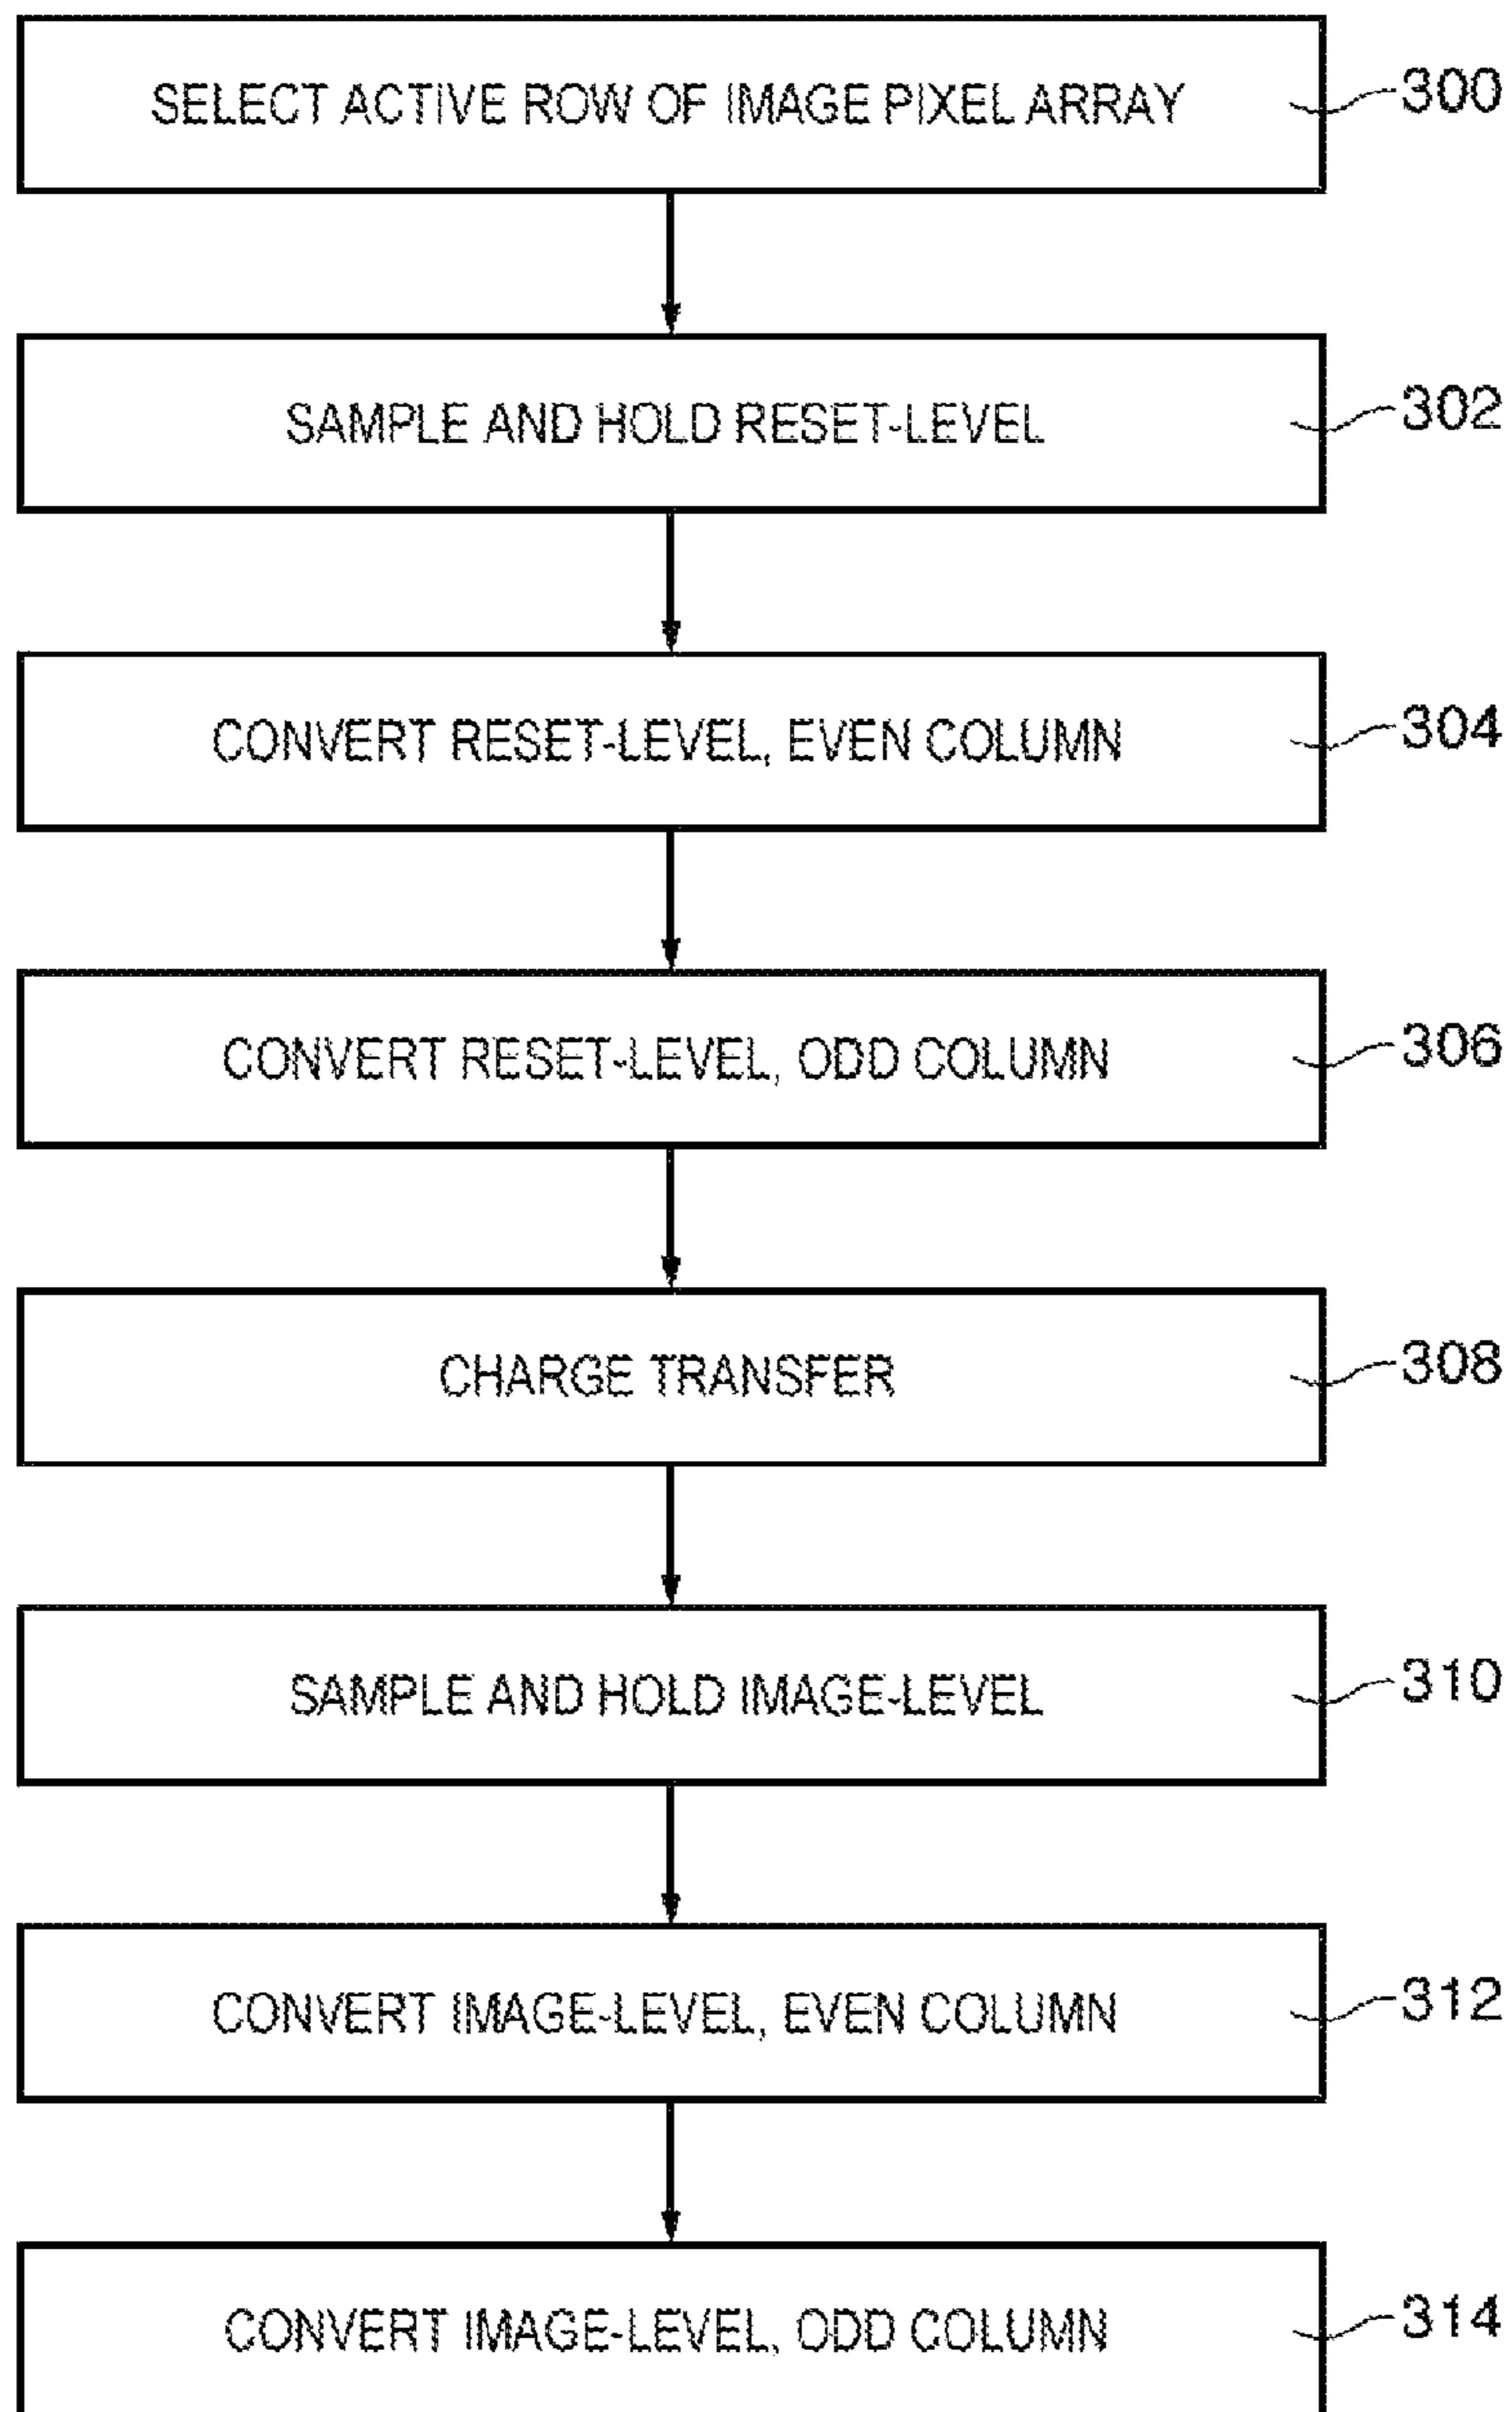 SELECT ACTIVE ROW OF IMAGE PIXEL ARRAY 300
SAMPLE AND HOLD RESET-LEVEL 302
CONVERT RESET-LEVEL, EVEN COLUMN 304
CONVERT RESET-LEVEL, ODD COLUMN 306
CHARGE TRANSFER 308
SAMPLE AND HOLD IMAGE-LEVEL 310
CONVERT IMAGE-LEVEL, EVEN COLUMN 312
CONVERT IMAGE-LEVEL, ODD COLUMN 314